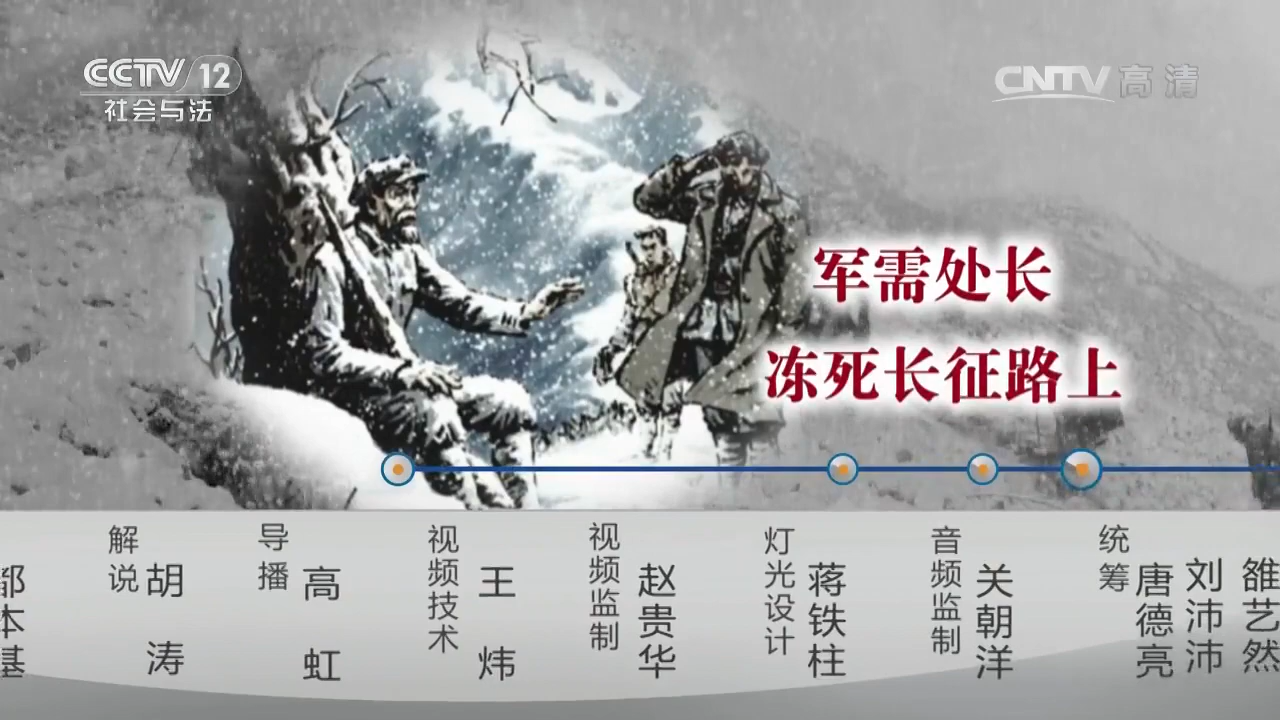 CCTV 12
社会与法
CNTV 高清
军需处长
冻死长征路上
解说
胡涛
导播
高虹
视频技术
王炜
视频监制
赵贵华
灯光设计
蒋铁柱
音频监制
关朝洋
统筹
唐德亮
刘沛沛
雒艺然